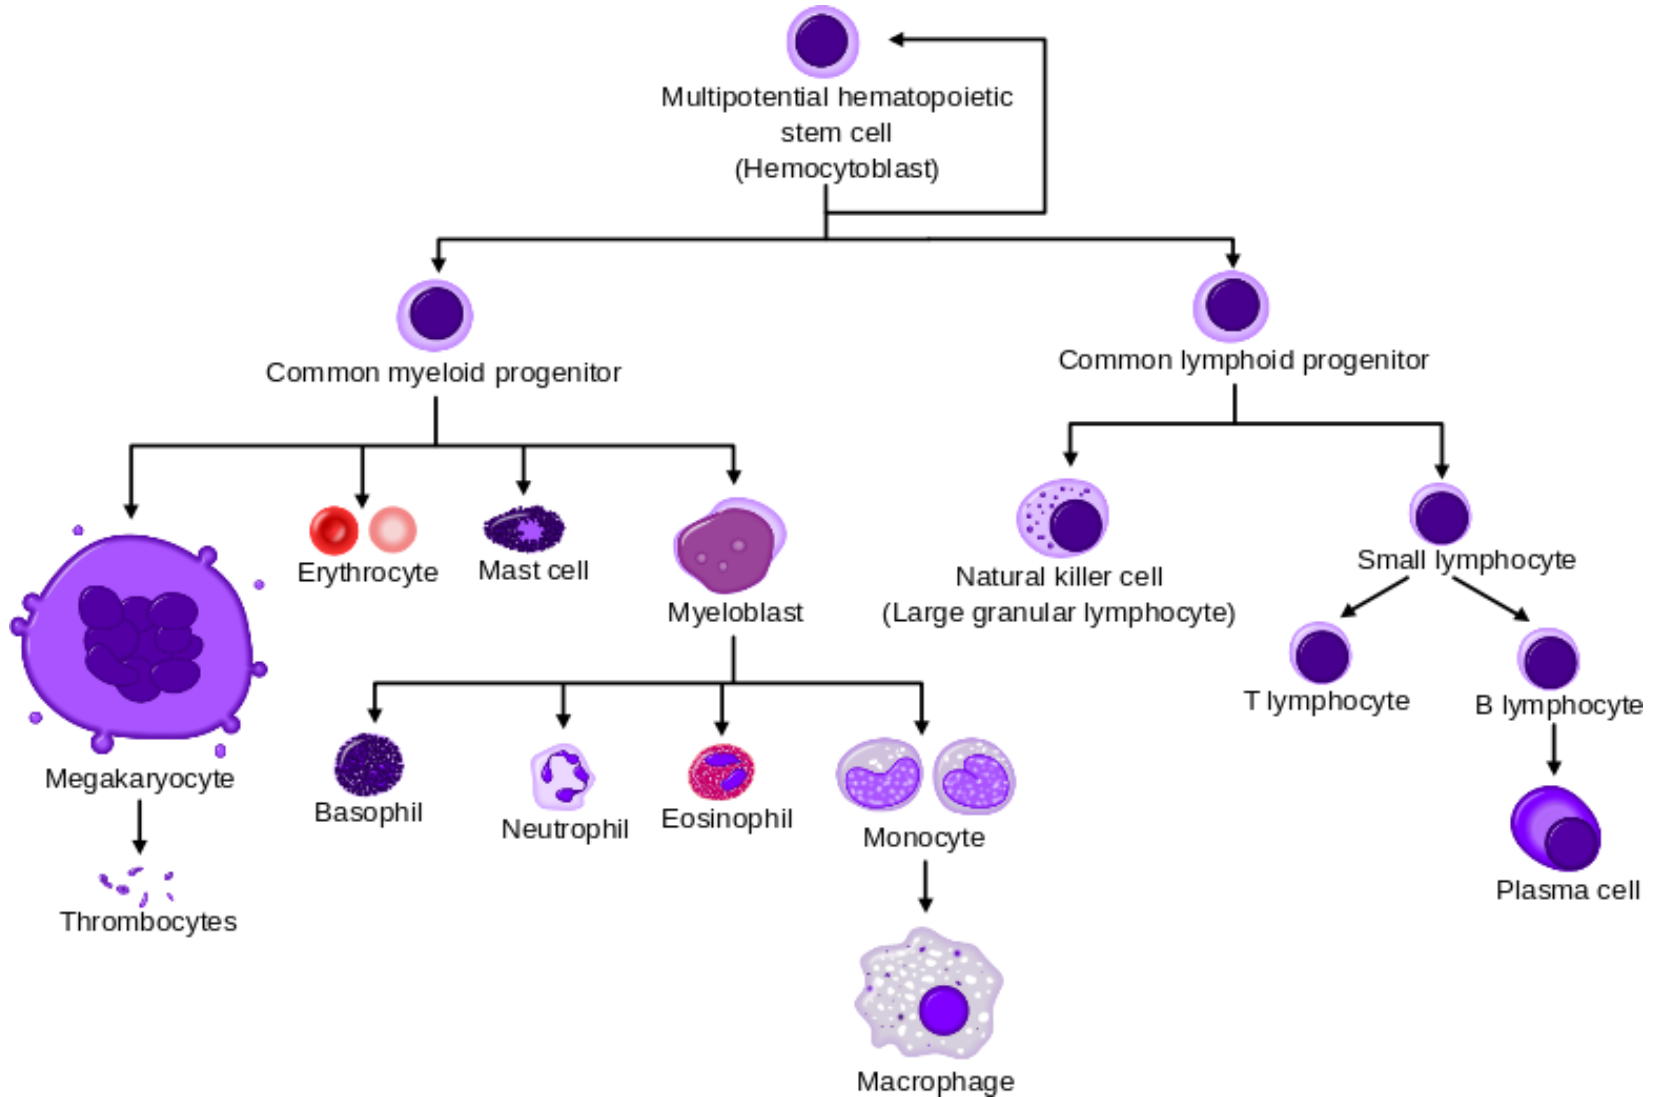 Multipotential hematopoietic
stem cell
(Hemocytoblast)
Common myeloid progenitor
Common lymphoid progenitor
Erythrocyte
Mast cell
Myeloblast
Natural killer cell
(Large granular lymphocyte)
Small lymphocyte
T lymphocyte
B lymphocyte
Megakaryocyte
Basophil
Neutrophil
Eosinophil
Monocyte
Plasma cell
Thrombocytes
Macrophage